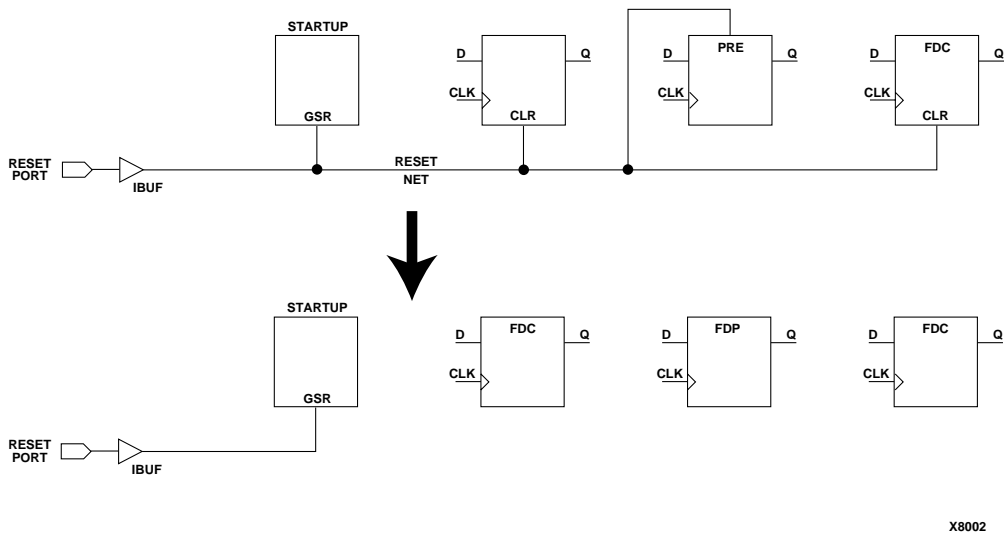 STARTUP
GSR
D
Q
CLK
CLR
PRE
D
Q
CLK
FDC
D
Q
CLK
CLR
RESET
PORT
IBUF
RESET
NET
STARTUP
GSR
FDC
D
Q
CLK
FDP
D
Q
CLK
FDC
D
Q
CLK
RESET
PORT
IBUF
X8002